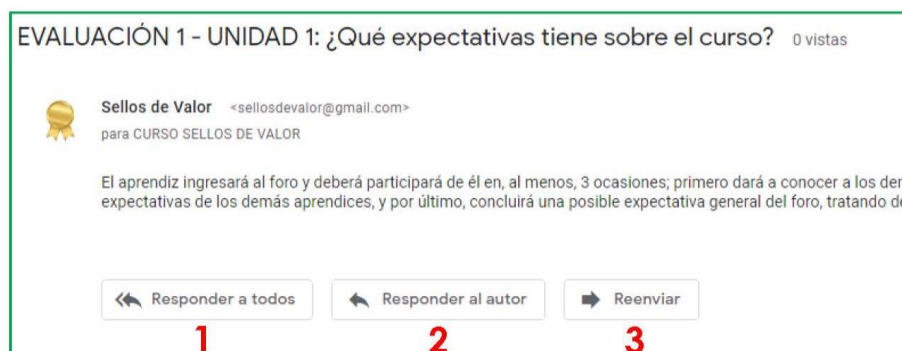 EVALUACIÓN 1 - UNIDAD 1: ¿Qué expectativas tiene sobre el curso? 0 vistas
Sellos de Valor <sellosdevalor@gmail.com>
para CURSO SELLOS DE VALOR
El aprendiz ingresará al foro y deberá participará de él en, al menos, 3 ocasiones; primero dará a conocer a los
expectativas de los demás aprendices, y por último, concluirá una posible expectativa general del foro, tratando
Responder a todos Responder al autor Reenviar
1 2 3